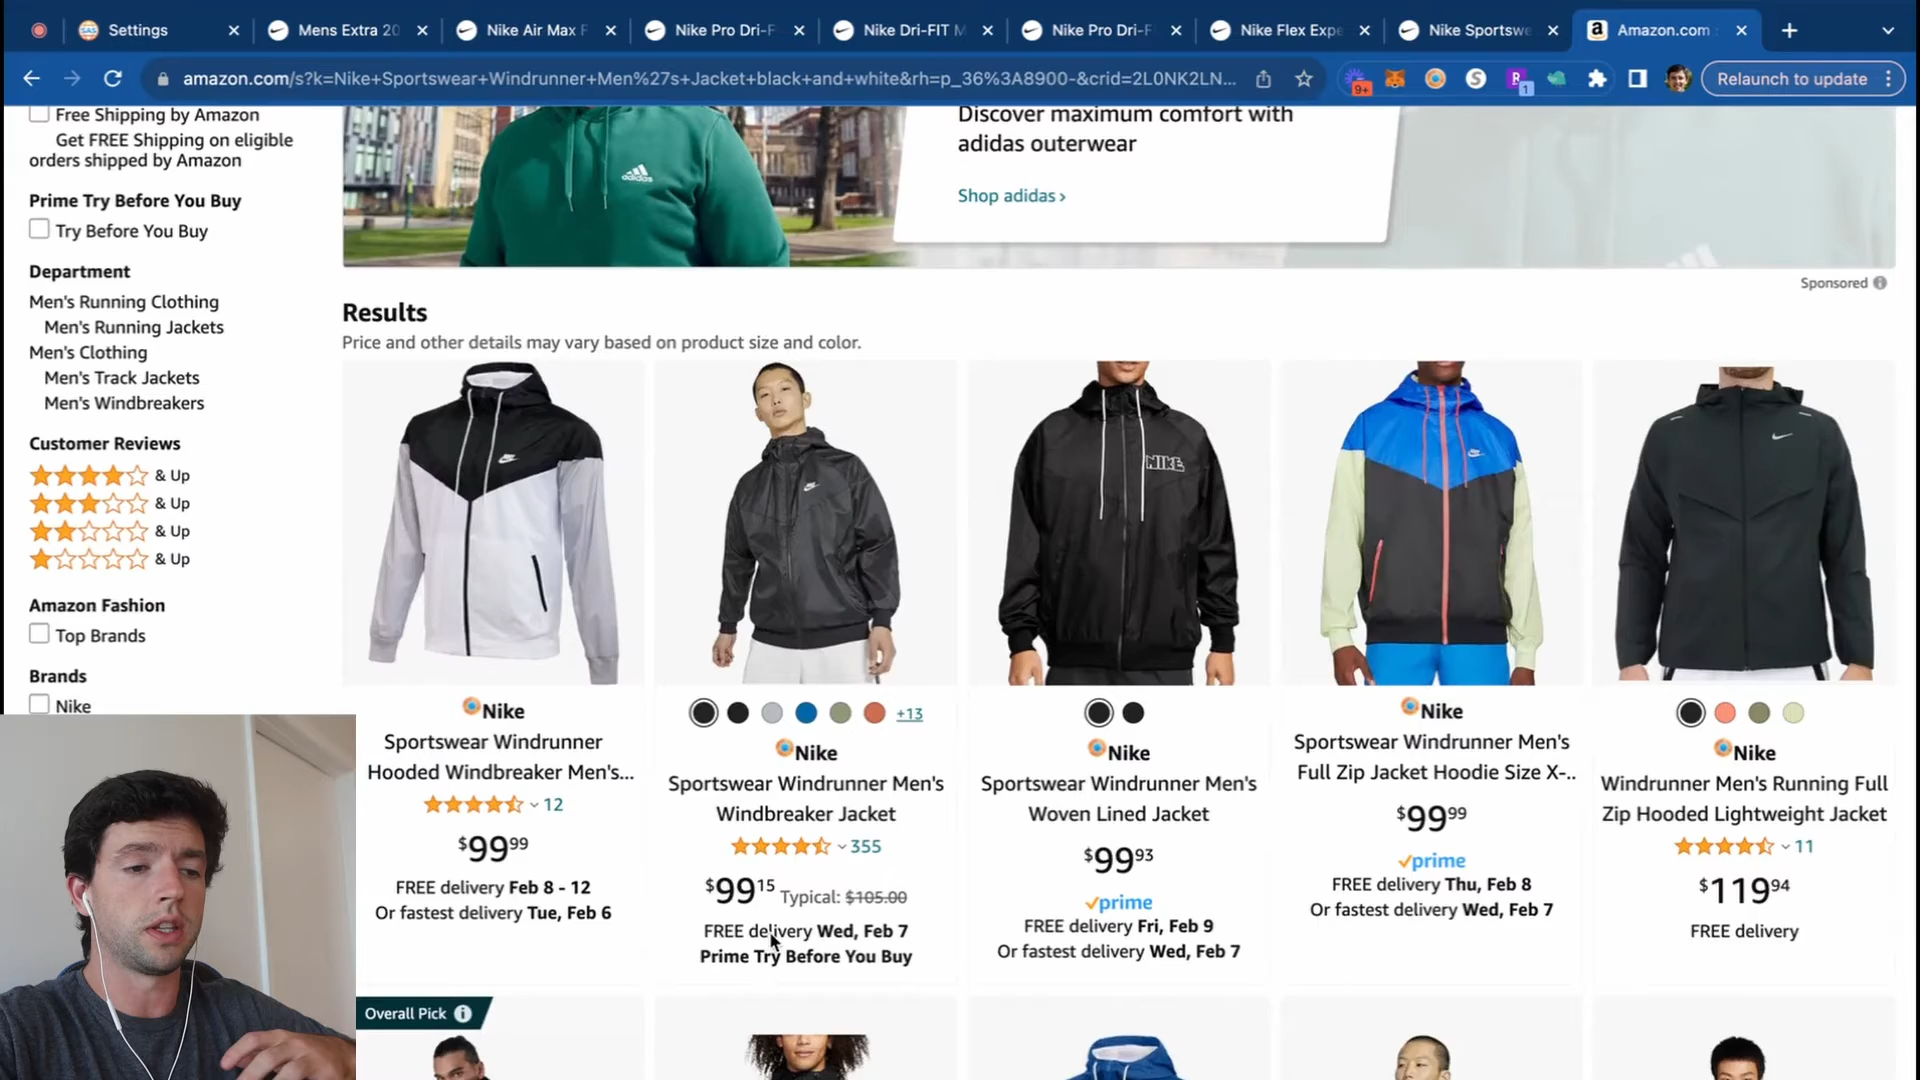 Settings
Mens Extra 20
Nike Air Max F
Nike Pro Dri-F
Nike Dri-FIT M
Nike Pro Dri-F
Nike Flex Expe
Nike Sportswe
Amazon.com :
amazon.com/s?k=Nike+Sportswear+Windrunner+Men%27s+Jacket+black+and+white&rh=p_36%3A8900-&crid=2L0NK2LN...
9+
1
Relaunch to update
Free Shipping by Amazon
Get FREE Shipping on eligible
orders shipped by Amazon
Prime Try Before You Buy
Try Before You Buy
Department
Men's Running Clothing
Men's Running Jackets
Men's Clothing
Men's Track Jackets
Men's Windbreakers
Customer Reviews
& Up
& Up
& Up
& Up
Amazon Fashion
Top Brands
Brands
Nike
adidas
Discover maximum comfort with
adidas outerwear
Shop adidas ›
Sponsored
Results
Price and other details may vary based on product size and color.
NIKE
Nike
Sportswear Windrunner
Hooded Windbreaker Men's...
12
$99 99
FREE delivery Feb 8 - 12
Or fastest delivery Tue, Feb 6
+13
Nike
Sportswear Windrunner Men's
Windbreaker Jacket
355
$99 15 Typical: $105.00
FREE delivery Wed, Feb 7
Prime Try Before You Buy
Nike
Sportswear Windrunner Men's
Woven Lined Jacket
$99 93
prime
FREE delivery Fri, Feb 9
Or fastest delivery Wed, Feb 7
Nike
Sportswear Windrunner Men's
Full Zip Jacket Hoodie Size X-..
$99 99
prime
FREE delivery Thu, Feb 8
Or fastest delivery Wed, Feb 7
Nike
Windrunner Men's Running Full
Zip Hooded Lightweight Jacket
11
$119 94
FREE delivery
Overall Pick